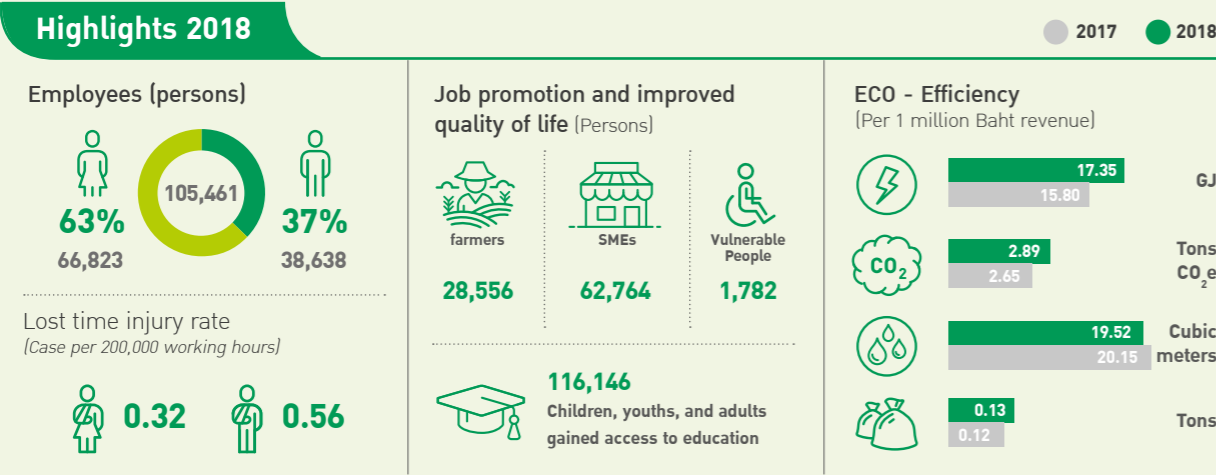 Highlights 2018
2017
2018
Employees (persons)
63%
66,823
105,461
37%
38,638
Lost time injury rate
(Case per 200,000 working hours)
0.32
0.56
Job promotion and improved
quality of life (Persons)
farmers
28,556
SMEs
62,764
Vulnerable
People
1,782
116,146
Children, youths, and adults
gained access to education
ECO - Efficiency
(Per 1 million Baht revenue)
17.35
15.80
GJ
CO2
2.89
2.65
Tons
CO2e
19.52
20.15
Cubic
meters
0.13
0.12
Tons